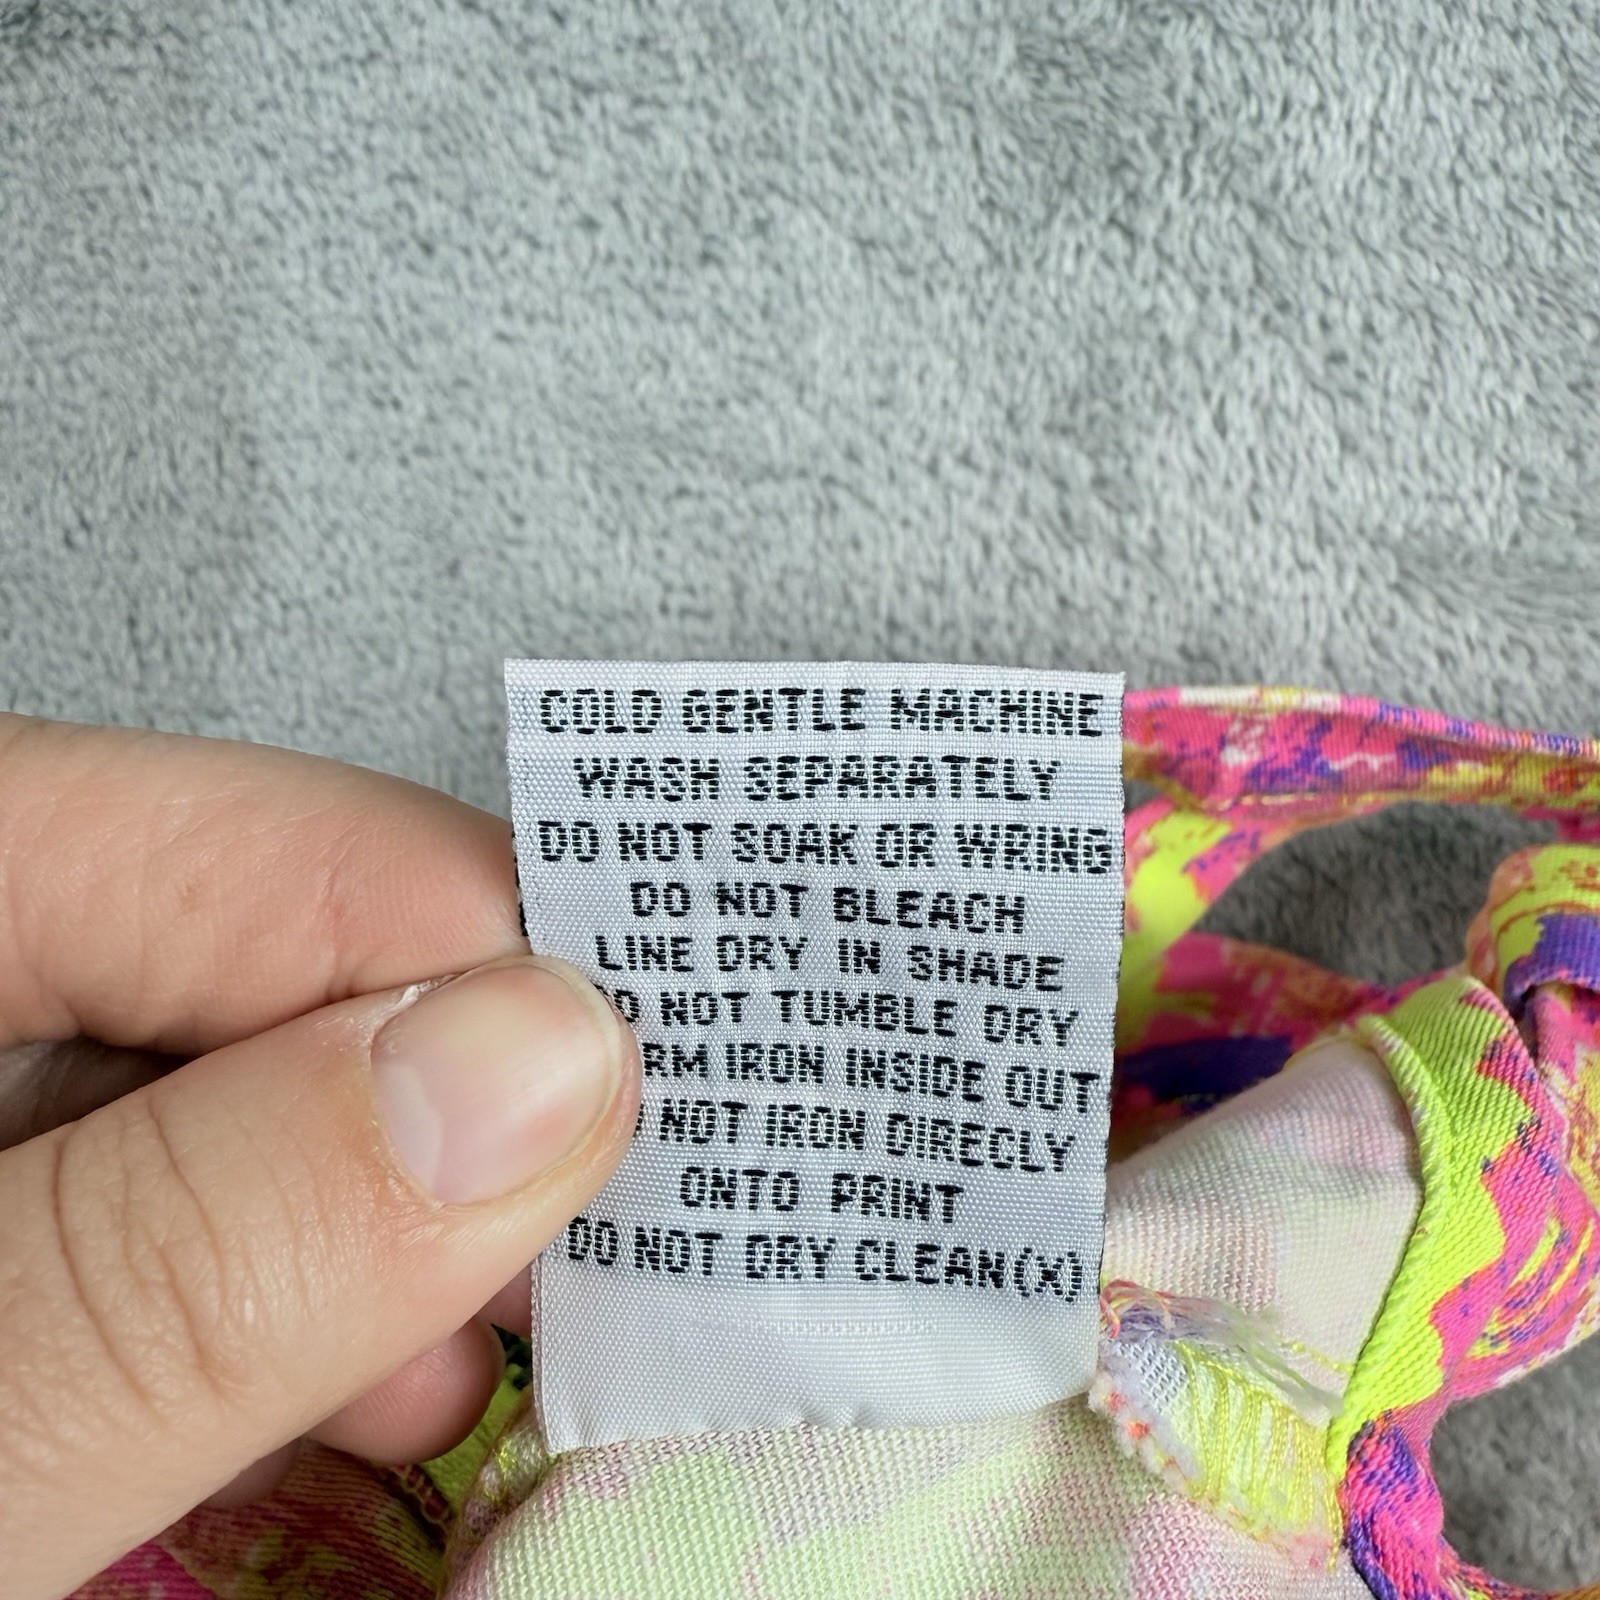 COLD GENTLE MACHINE
WASH SEPARATELY
DO NOT SOAK OR WRING
DO NOT BLEACH
LINE DRY IN SHADE
DO NOT TUMBLE DRY
RM IRON INSIDE OUT
NOT IRON DIRECLY
ONTO PRINT
DO NOT DRY CLEAN(X)